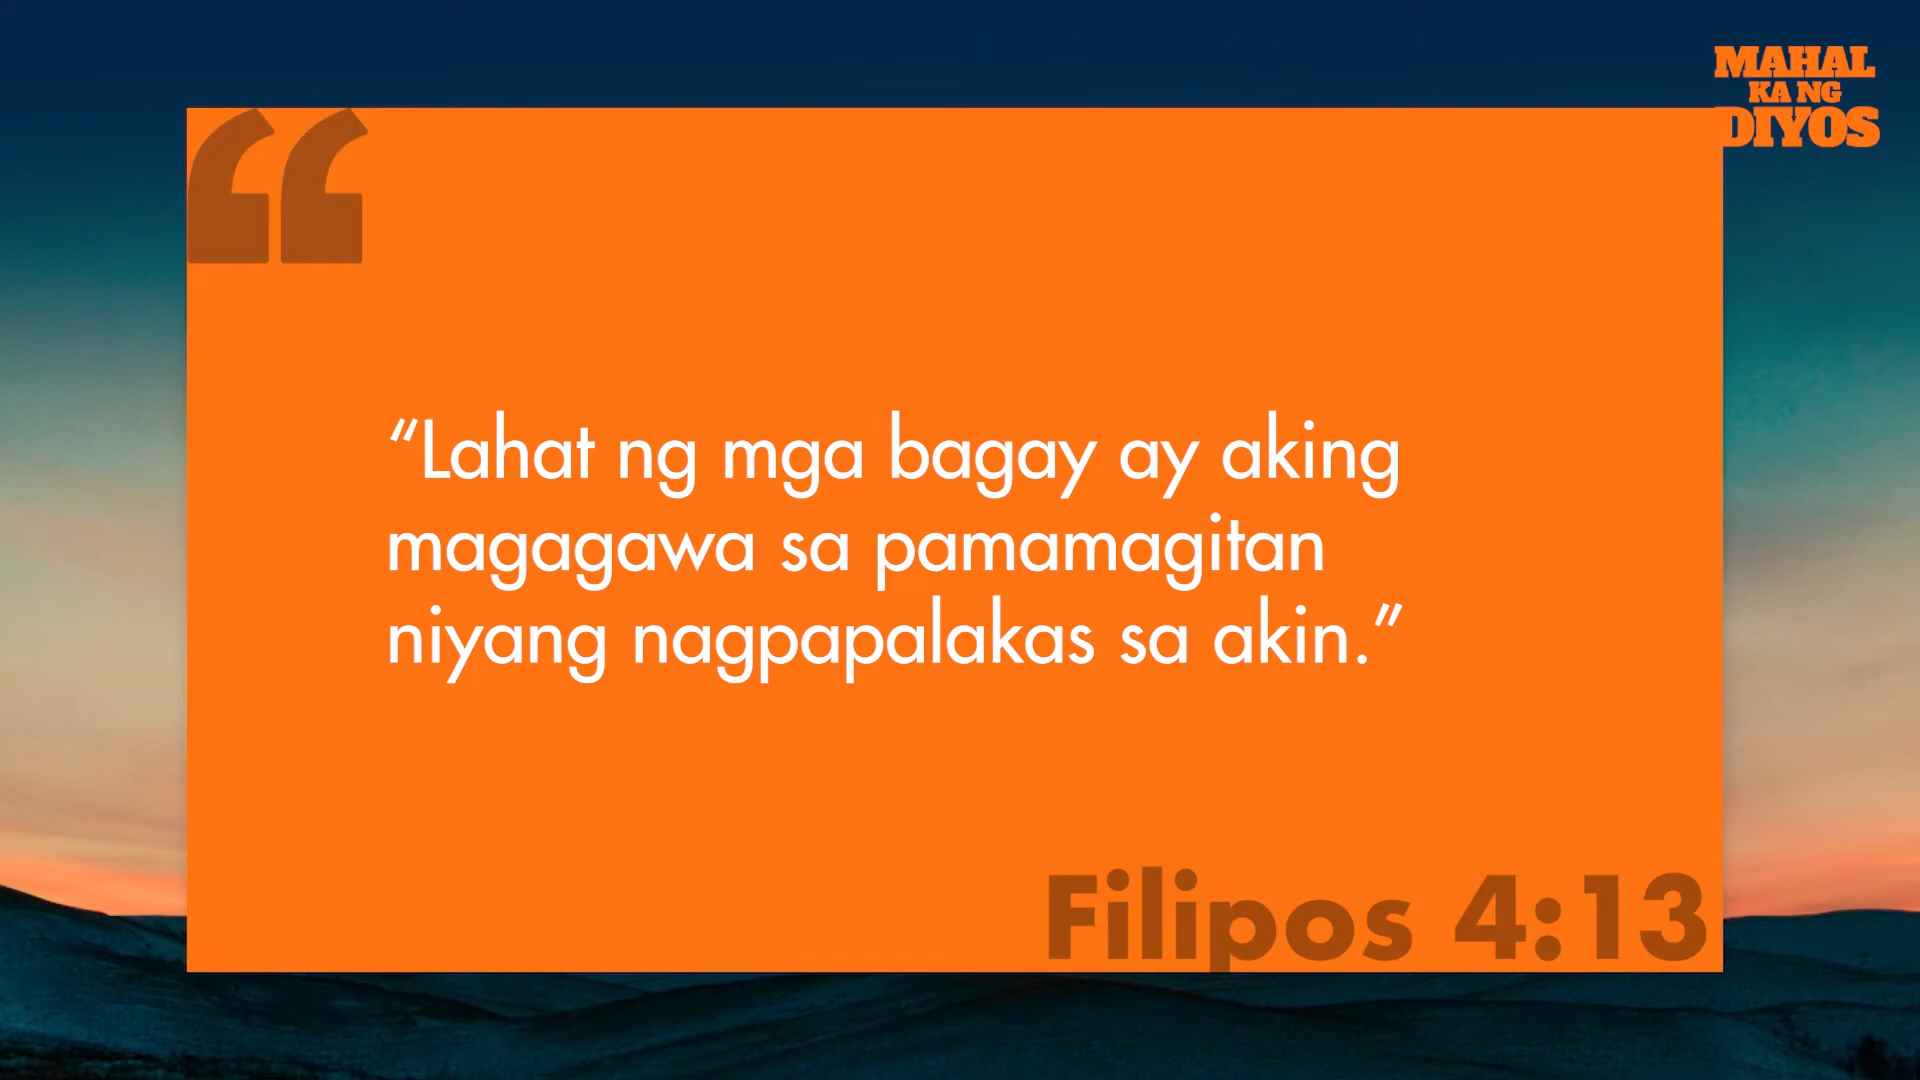 MAHAL
KA NG
DIYOS
“Lahat ng mga bagay ay aking
magagawa sa pamamagitan
niyang nagpapalakas sa akin.”
Filipos 4:13